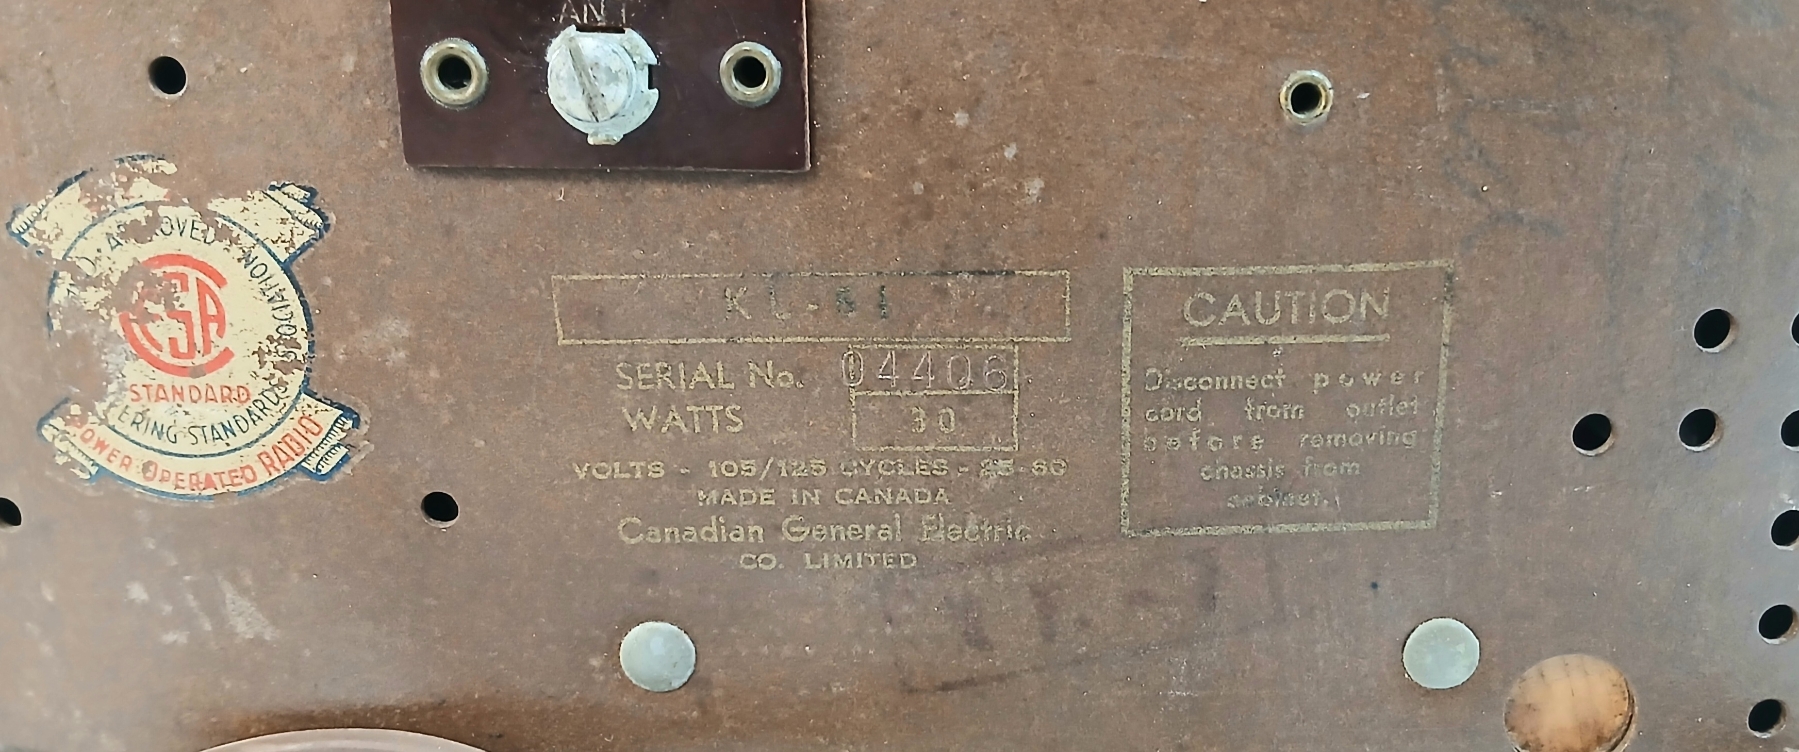 ANT
APPROVED
ASSOCIATION
CSA
STANDARD
STANDARDS
POWER OPERATED RADIO
KL-51
SERIAL No. 04406
WATTS 30
VOLTS - 105/125 CYCLES - 25-60
MADE IN CANADA
Canadian General Electric
CO. LIMITED
CAUTION
Disconnect power
cord from outlet
before removing
chassis from
cabinet.